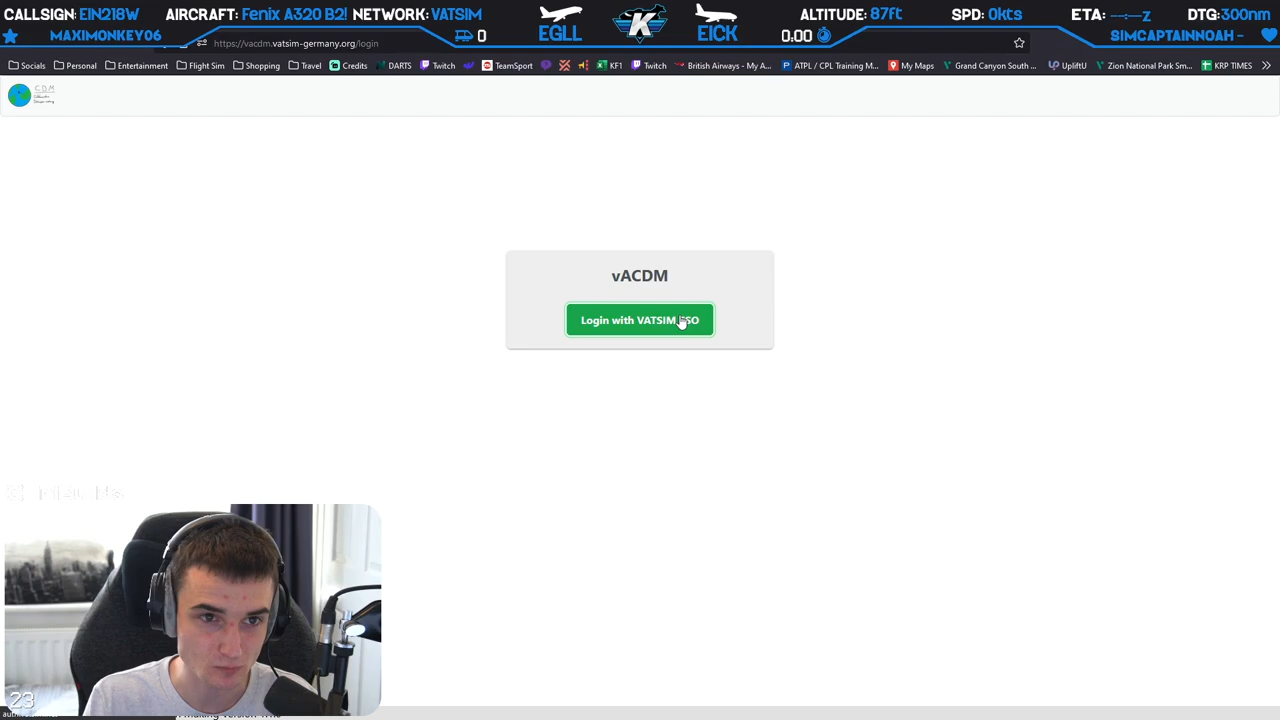 CALLSIGN: EIN218W AIRCRAFT: Fenix A320 B2! NETWORK: VATSIM ALTITUDE: 87ft SPD: 0kts ETA: --:--z DTG: 300nm
MAXIMONKEY06 0 EGLL K EICK 0.00 SIMCAPTAINNOAH -
https://vacdm.vatsim-germany.org/login
Socials Personal Entertainment Flight Sim Shopping Travel Credits DARTS Twitch TeamSport KF1 Twitch British Airways - My A... ATPL / CPL Training M... My Maps Grand Canyon South ... UpliftU Zion National Park Sm... KRP TIMES
CDM
vACDM
Login with VATSIM SSO
23